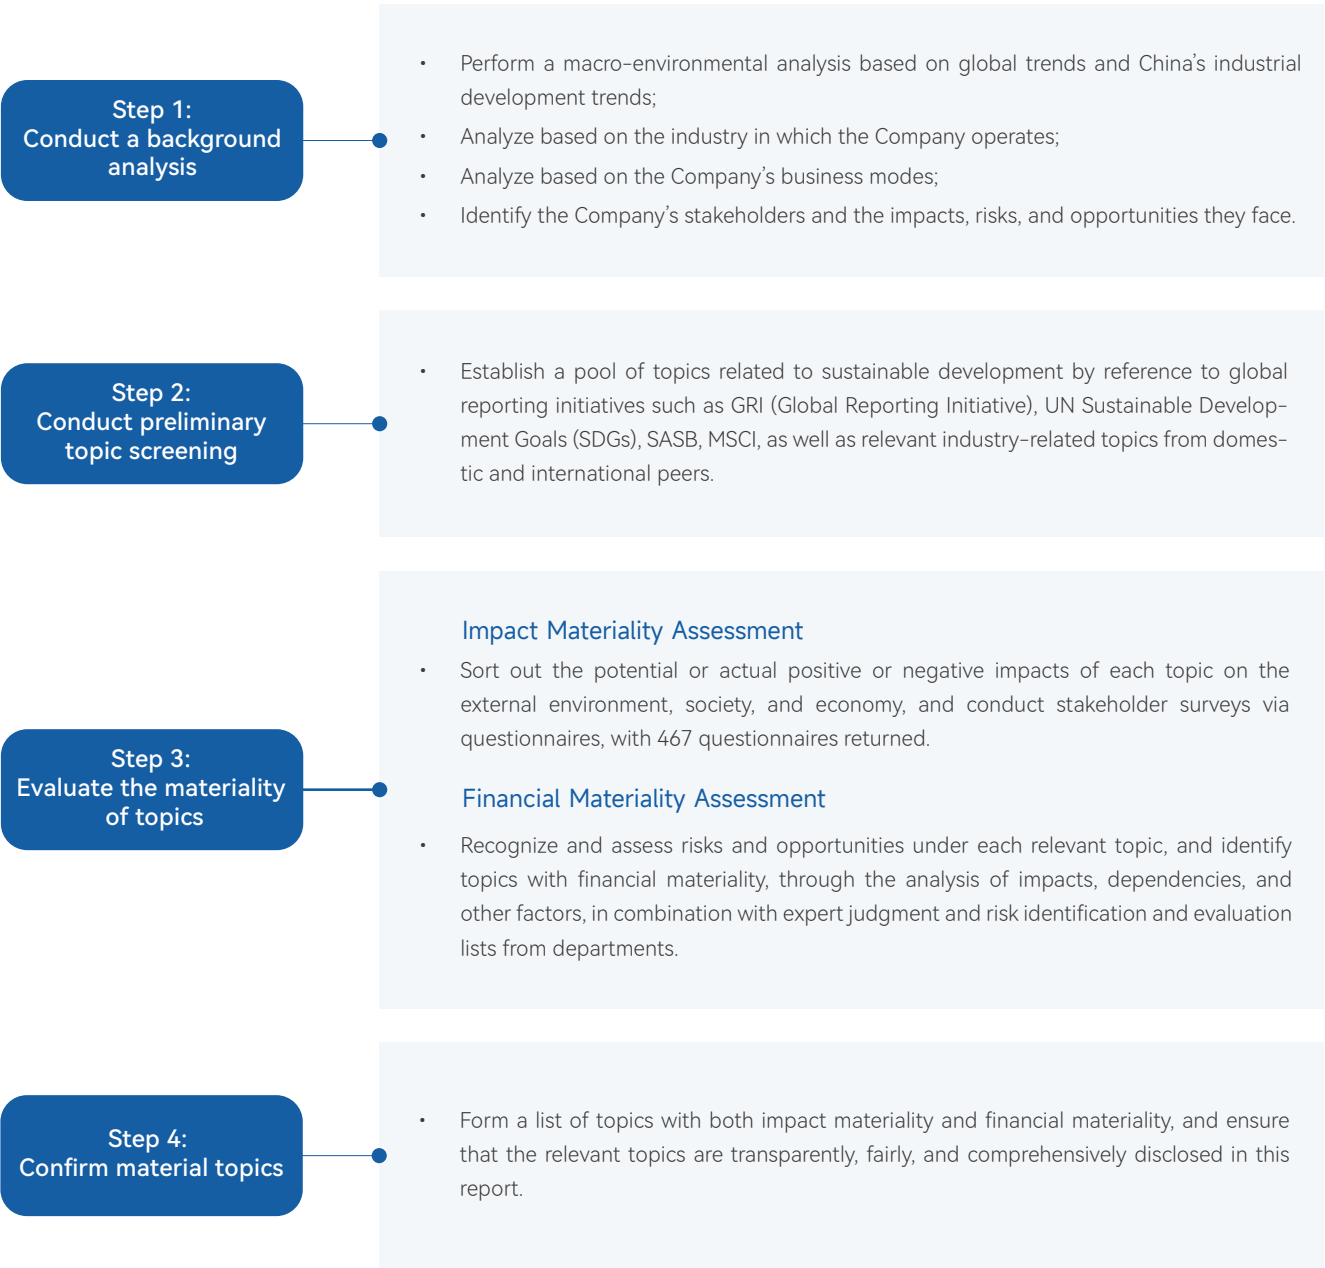 Step 1:
Conduct a background
analysis
• Perform a macro-environmental analysis based on global trends and China's industrial
development trends;
• Analyze based on the industry in which the Company operates;
• Analyze based on the Company's business modes;
• Identify the Company's stakeholders and the impacts, risks, and opportunities they face.
Step 2:
Conduct preliminary
topic screening
• Establish a pool of topics related to sustainable development by reference to global
reporting initiatives such as GRI (Global Reporting Initiative), UN Sustainable Develop-
ment Goals (SDGs), SASB, MSCI, as well as relevant industry-related topics from domes-
tic and international peers.
Step 3:
Evaluate the materiality
of topics
Impact Materiality Assessment
• Sort out the potential or actual positive or negative impacts of each topic on the
external environment, society, and economy, and conduct stakeholder surveys via
questionnaires, with 467 questionnaires returned.
Financial Materiality Assessment
• Recognize and assess risks and opportunities under each relevant topic, and identify
topics with financial materiality, through the analysis of impacts, dependencies, and
other factors, in combination with expert judgment and risk identification and evaluation
lists from departments.
Step 4:
Confirm material topics
• Form a list of topics with both impact materiality and financial materiality, and ensure
that the relevant topics are transparently, fairly, and comprehensively disclosed in this
report.